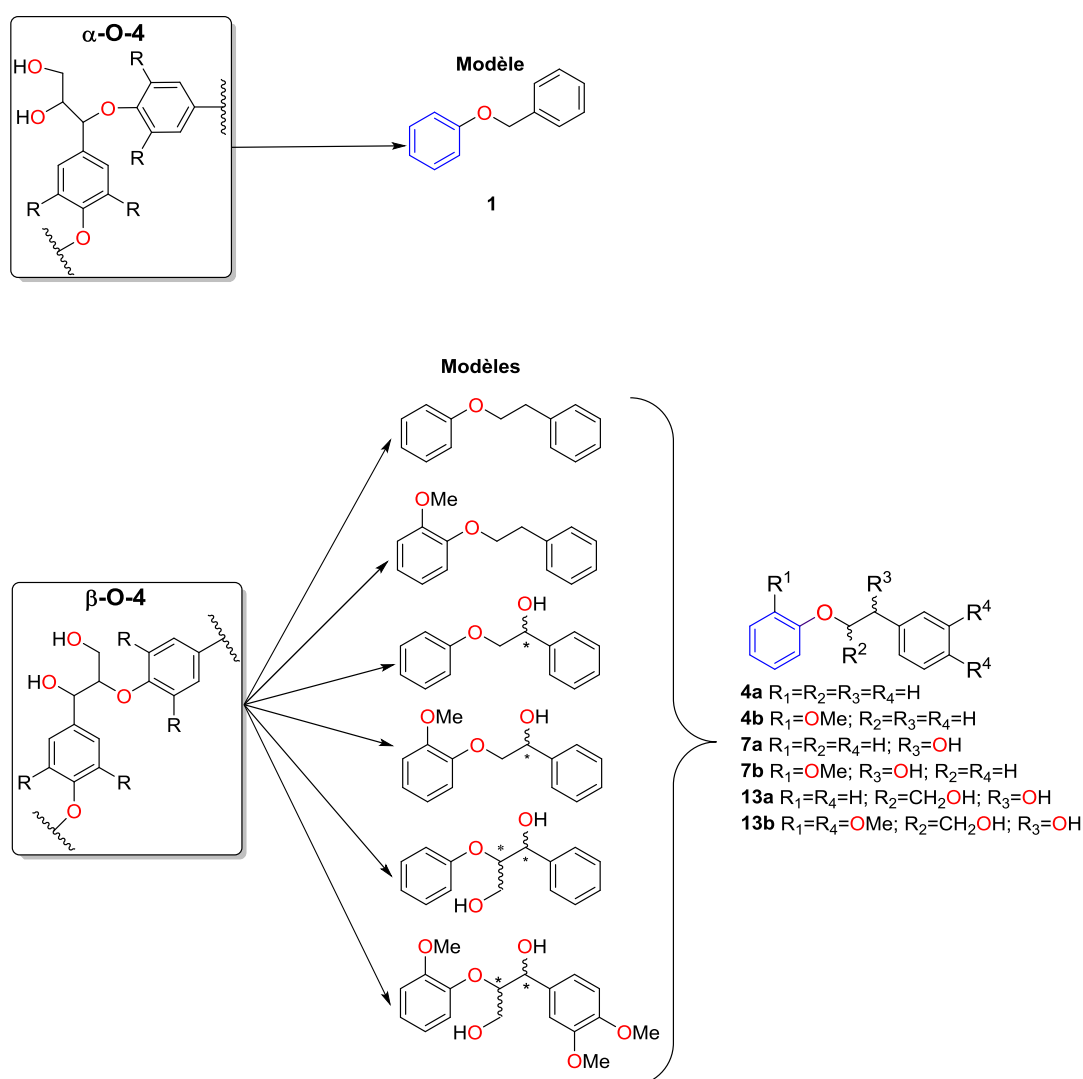 α-O-4
HO
R
HO
O
R
R
R
O
Modèle
O
1
Modèles
O
OMe
O
OH
O
*
OMe
OH
O
*
OH
O
*
*
HO
OMe
OH
O
*
*
HO
OMe
OMe
β-O-4
HO
R
HO
O
R
R
R
O
R¹
R³
O
R⁴
R²
R⁴
4a R₁=R₂=R₃=R₄=H
4b R₁=OMe; R₂=R₃=R₄=H
7a R₁=R₂=R₄=H; R₃=OH
7b R₁=OMe; R₃=OH; R₂=R₄=H
13a R₁=R₄=H; R₂=CH₂OH; R₃=OH
13b R₁=R₄=OMe; R₂=CH₂OH; R₃=OH